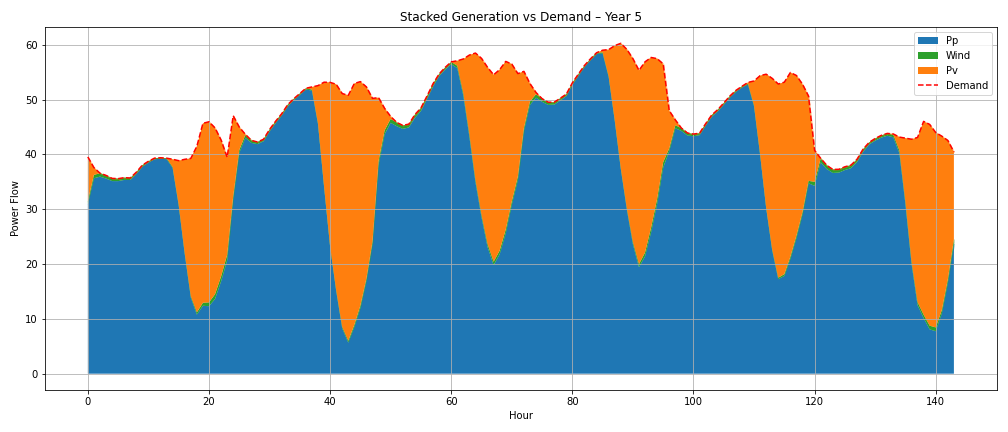 Stacked Generation vs Demand – Year 5
Pp
Wind
Pv
Demand
Power Flow
60
50
40
30
20
10
0
0 20 40 60 80 100 120 140
Hour